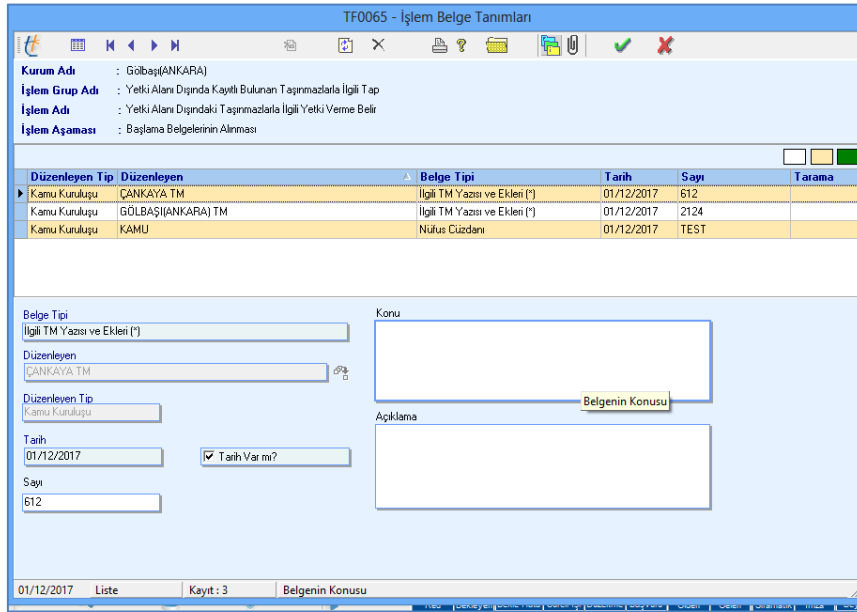 TF0065 - İşlem Belge Tanımları
Kurum Adı : Gölbaşı(ANKARA)
İşlem Grup Adı : Yetki Alanı Dışında Kayıtlı Bulunan Taşınmazlarla İlgili Tap
İşlem Adı : Yetki Alanı Dışındaki Taşınmazlarla İlgili Yetki Verme Belir
İşlem Aşaması : Başlama Belgelerinin Alınması
Düzenleyen Tip Düzenleyen Belge Tipi Tarih Sayı Tarama
Kamu Kuruluşu ÇANKAYA TM İlgili TM Yazısı ve Ekleri (*) 01/12/2017 612
Kamu Kuruluşu GÖLBAŞI(ANKARA) TM İlgili TM Yazısı ve Ekleri (*) 01/12/2017 2124
Kamu Kuruluşu KAMU Nüfus Cüzdanı 01/12/2017 TEST
Belge Tipi
İlgili TM Yazısı ve Ekleri (*)
Düzenleyen
ÇANKAYA TM
Düzenleyen Tip
Kamu Kuruluşu
Tarih
01/12/2017
Tarih Var mı?
Sayı
612
Konu
Belgenin Konusu
Açıklama
01/12/2017 Liste Kayıt : 3 Belgenin Konusu